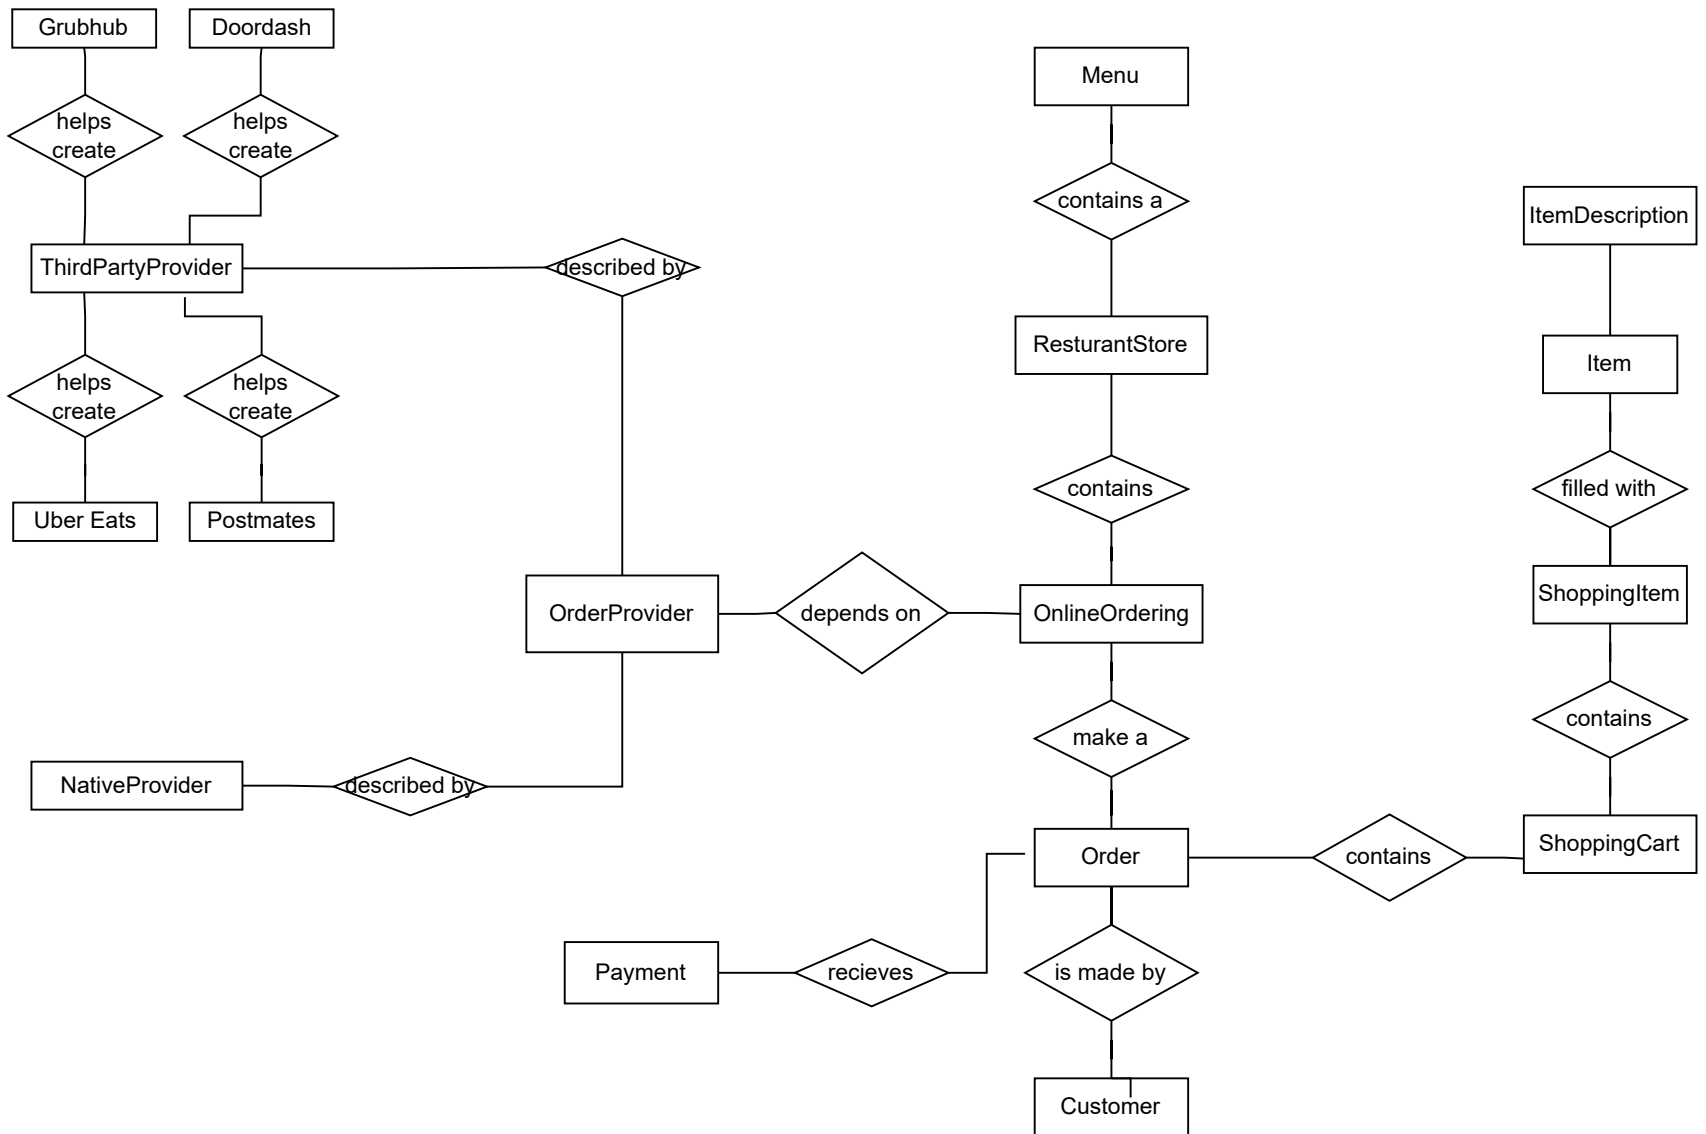 Grubhub
Doordash
Menu
helps
create
helps
create
contains a
ItemDescription
ThirdPartyProvider
described by
ResturantStore
Item
helps
create
helps
create
contains
filled with
Uber Eats
Postmates
OrderProvider
depends on
OnlineOrdering
ShoppingItem
make a
contains
NativeProvider
described by
Order
contains
ShoppingCart
Payment
recieves
is made by
Customer